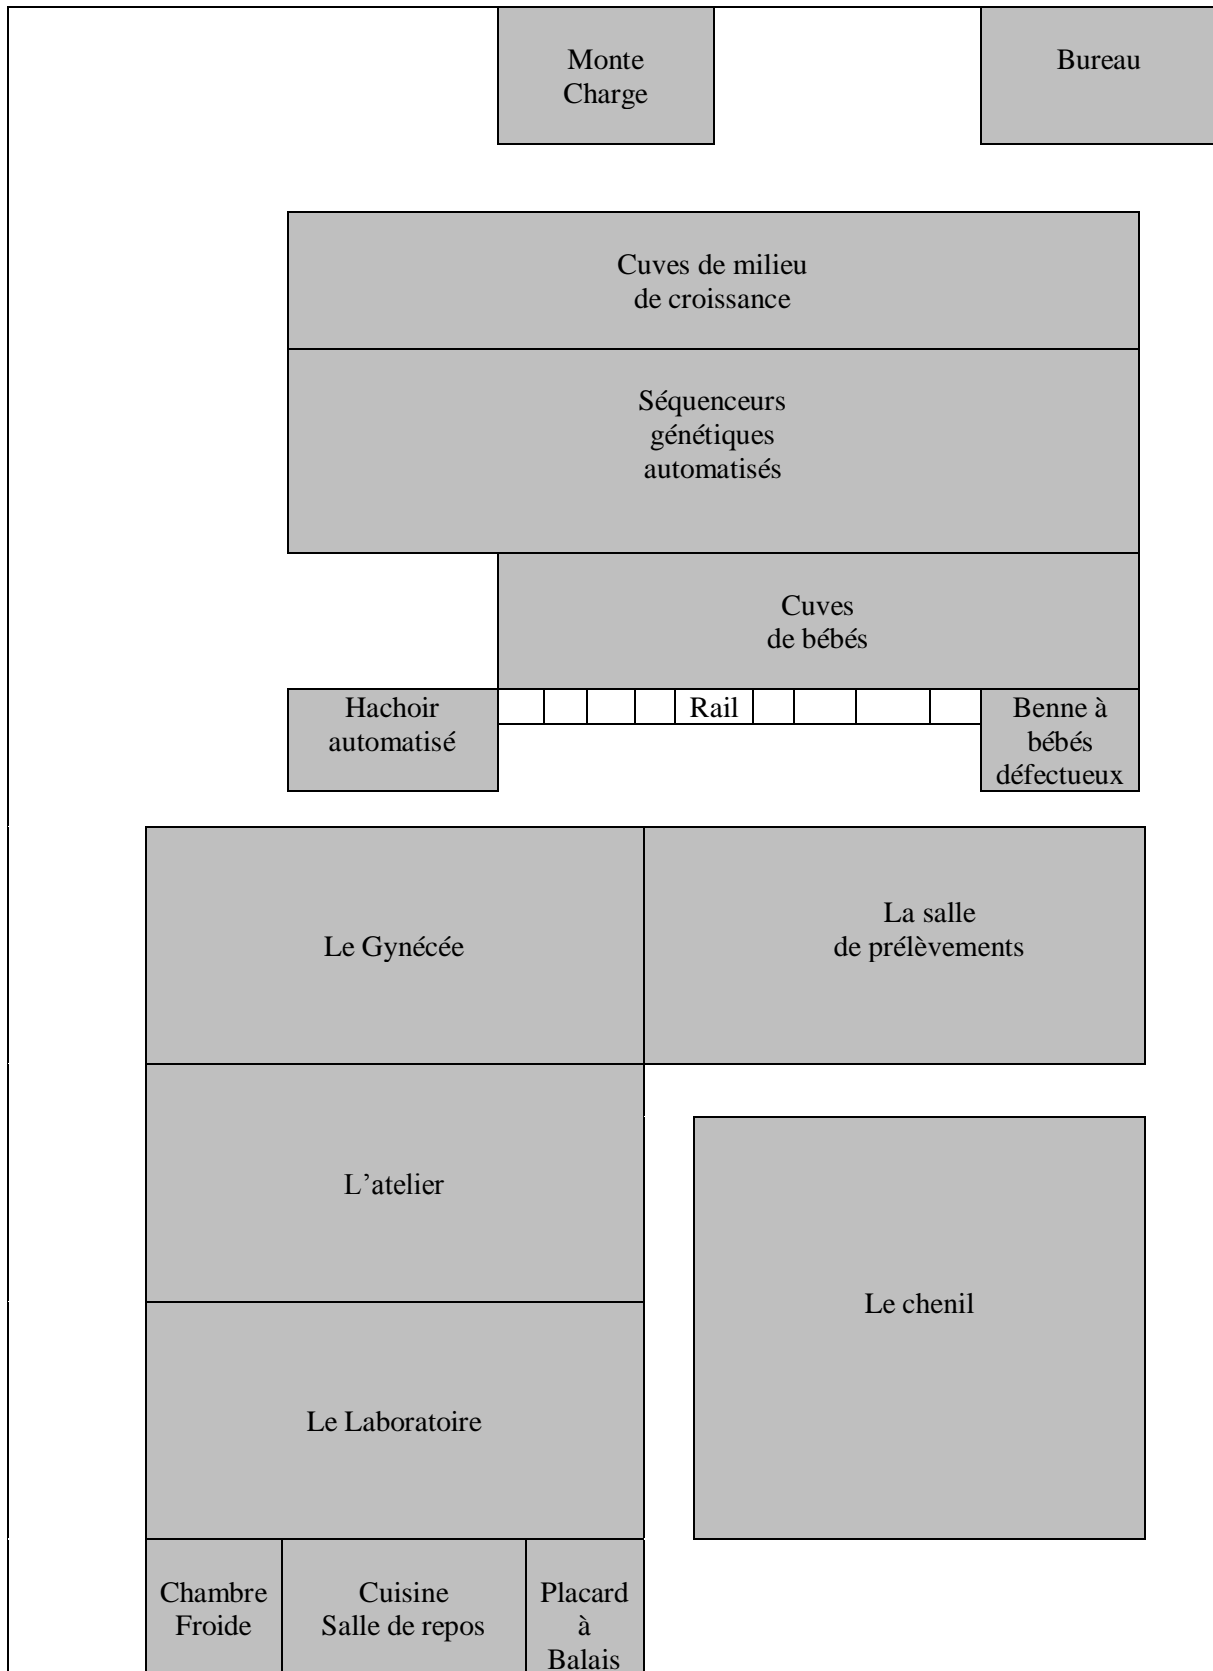 Monte
Charge
Bureau
Cuves de milieu
de croissance
Séquenceurs
génétiques
automatisés
Cuves
de bébés
Hachoir
automatisé
Rail
Benne à
bébés
défectueux
Le Gynécée
La salle
de prélèvements
L’atelier
Le chenil
Le Laboratoire
Chambre
Froide
Cuisine
Salle de repos
Placard
à
Balais